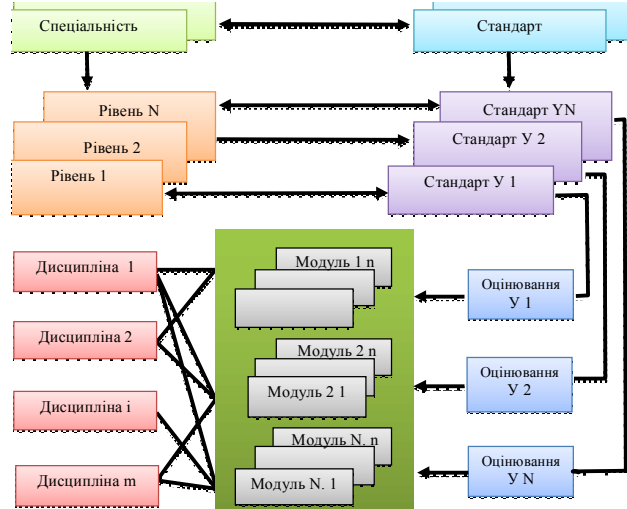 Спеціальність
Стандарт
Рівень N
Стандарт YN
Рівень 2
Стандарт У 2
Рівень 1
Стандарт У 1
Дисципліна 1
Модуль 1 n
Оцінювання
У 1
Дисципліна 2
Модуль 2 n
Модуль 2 1
Оцінювання
У 2
Дисципліна і
Модуль N. n
Дисципліна m
Модуль N. 1
Оцінювання
У N